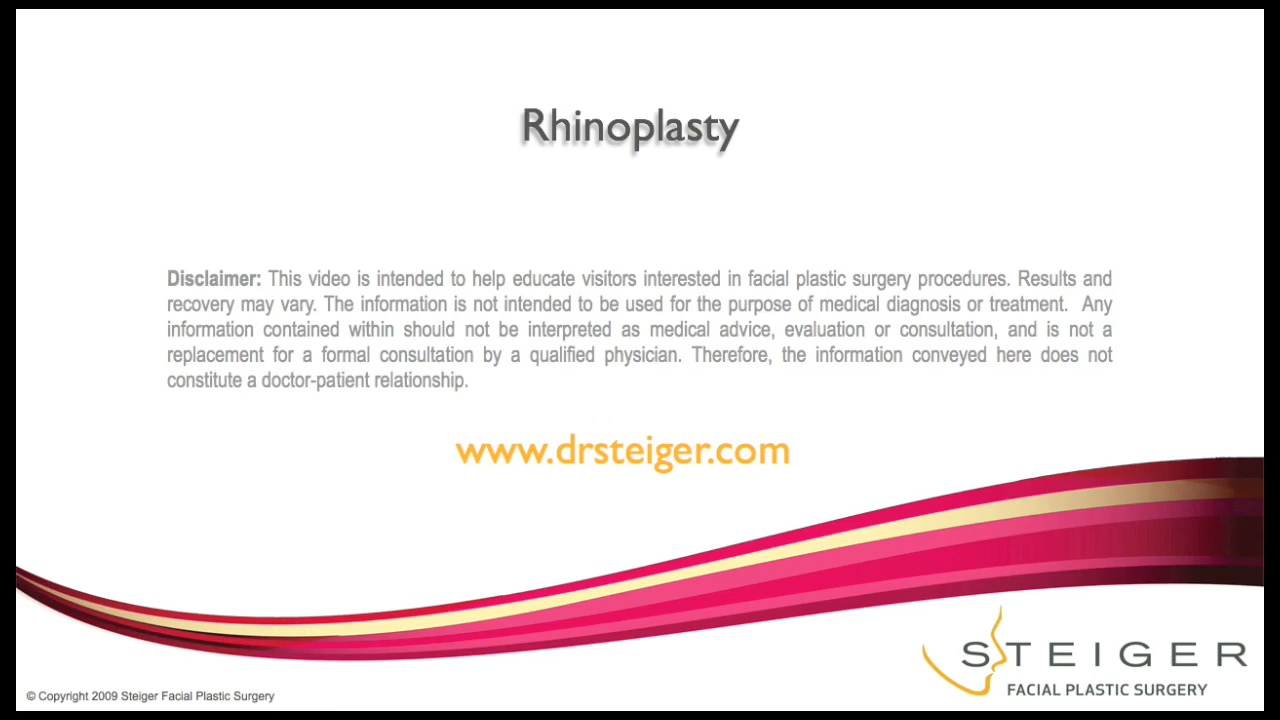 Rhinoplasty
Disclaimer: This video is intended to help educate visitors interested in facial plastic surgery procedures. Results and
recovery may vary. The information is not intended to be used for the purpose of medical diagnosis or treatment. Any
information contained within should not be interpreted as medical advice, evaluation or consultation, and is not a
replacement for a formal consultation by a qualified physician. Therefore, the information conveyed here does not
constitute a doctor-patient relationship.
www.drsteiger.com
STEIGER
FACIAL PLASTIC SURGERY
© Copyright 2009 Steiger Facial Plastic Surgery